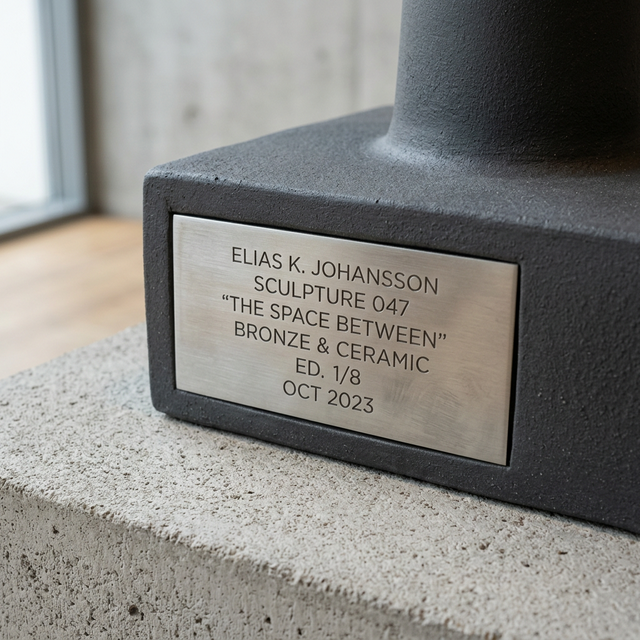 ELIAS K. JOHANSSON
SCULPTURE 047
“THE SPACE BETWEEN”
BRONZE & CERAMIC
ED. 1/8
OCT 2023